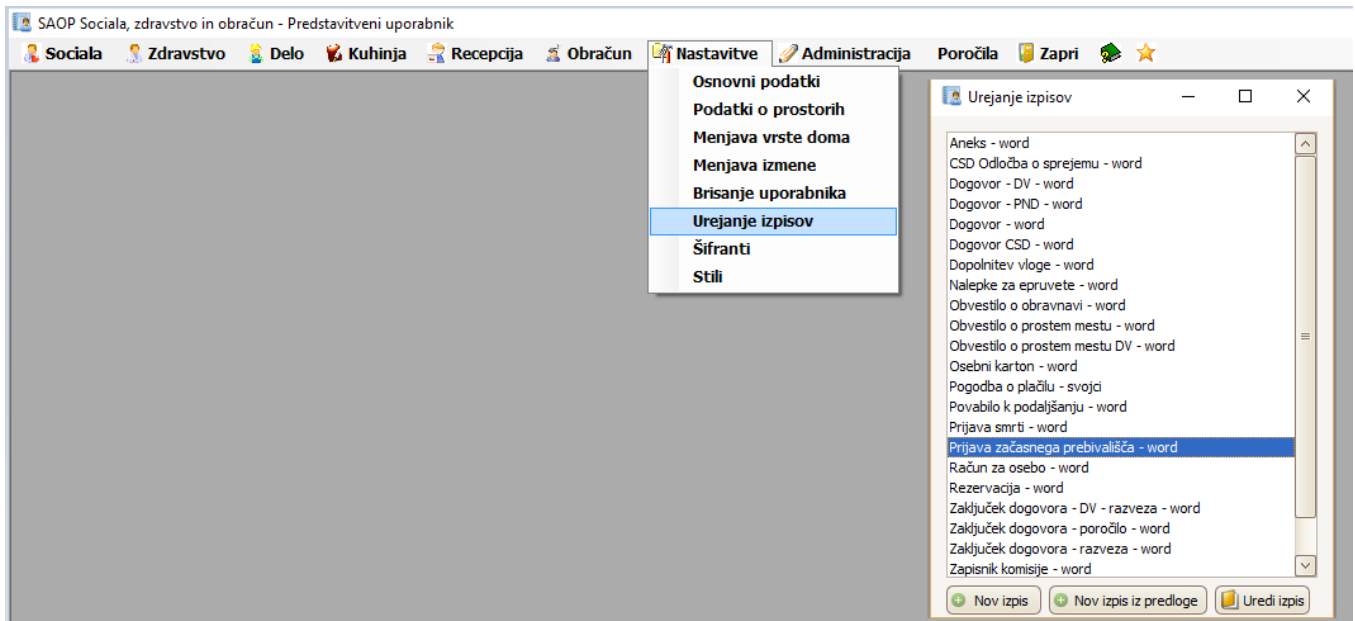 SAOP Sociala, zdravstvo in obračun - Predstavitveni uporabnik
Sociala Zdravstvo Delo Kuhinja Recepcija Obračun Nastavitve Administracija Poročila Zapri
Osnovni podatki
Podatki o prostorih
Menjava vrste doma
Menjava izmene
Brisanje uporabnika
Urejanje izpisov
Šifranti
Stili
Urejanje izpisov
Aneks - word
CSD Odločba o sprejemu - word
Dogovor - DV - word
Dogovor - PND - word
Dogovor - word
Dogovor CSD - word
Dopolnitev vloge - word
Nalepke za epruvete - word
Obvestilo o obravnavi - word
Obvestilo o prostem mestu - word
Obvestilo o prostem mestu DV - word
Osebni karton - word
Pogodba o plačilu - svojci
Povabilo k podaljšanju - word
Prijava smrti - word
Prijava začasnega prebivališča - word
Račun za osebo - word
Rezervacija - word
Zaključek dogovora - DV - razveza - word
Zaključek dogovora - poročilo - word
Zaključek dogovora - razveza - word
Zapisnik komisije - word
Nov izpis Nov izpis iz predloge Uredi izpis